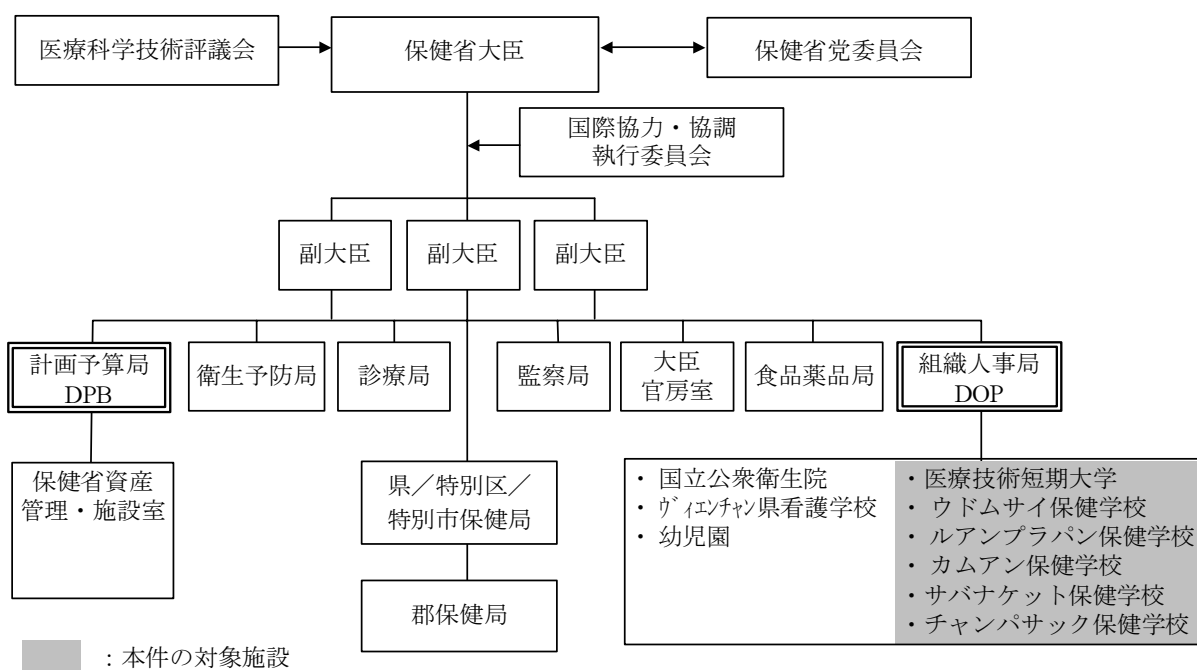 医療科学技術評議会
保健省大臣
保健省党委員会
国際協力・協調
執行委員会
副大臣
副大臣
副大臣
計画予算局
DPB
衛生予防局
診療局
監察局
大臣
官房室
食品薬品局
組織人事局
DOP
保健省資産
管理・施設室
県／特別区／
特別市保健局
郡保健局
・ 国立公衆衛生院
・ ｳﾞｨｴﾝﾁｬﾝ県看護学校
・ 幼児園
・医療技術短期大学
・ ウドムサイ保健学校
・ ルアンプラパン保健学校
・ カムアン保健学校
・サバナケット保健学校
・チャンパサック保健学校
：本件の対象施設